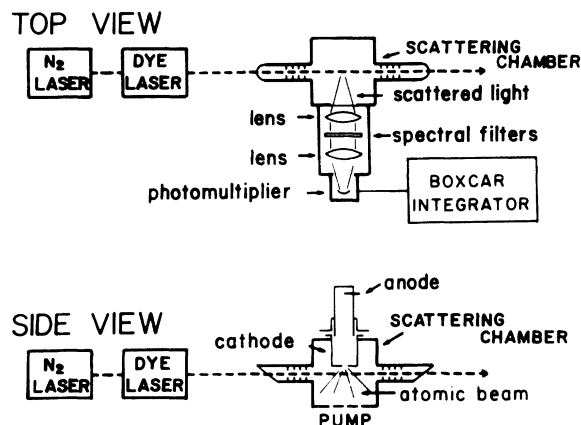 TOP VIEW
N2 LASER
DYE LASER
SCATTERING CHAMBER
scattered light
lens
spectral filters
lens
photomultiplier
BOXCAR INTEGRATOR
anode
SIDE VIEW
cathode
SCATTERING CHAMBER
N2 LASER
DYE LASER
atomic beam
PUMP